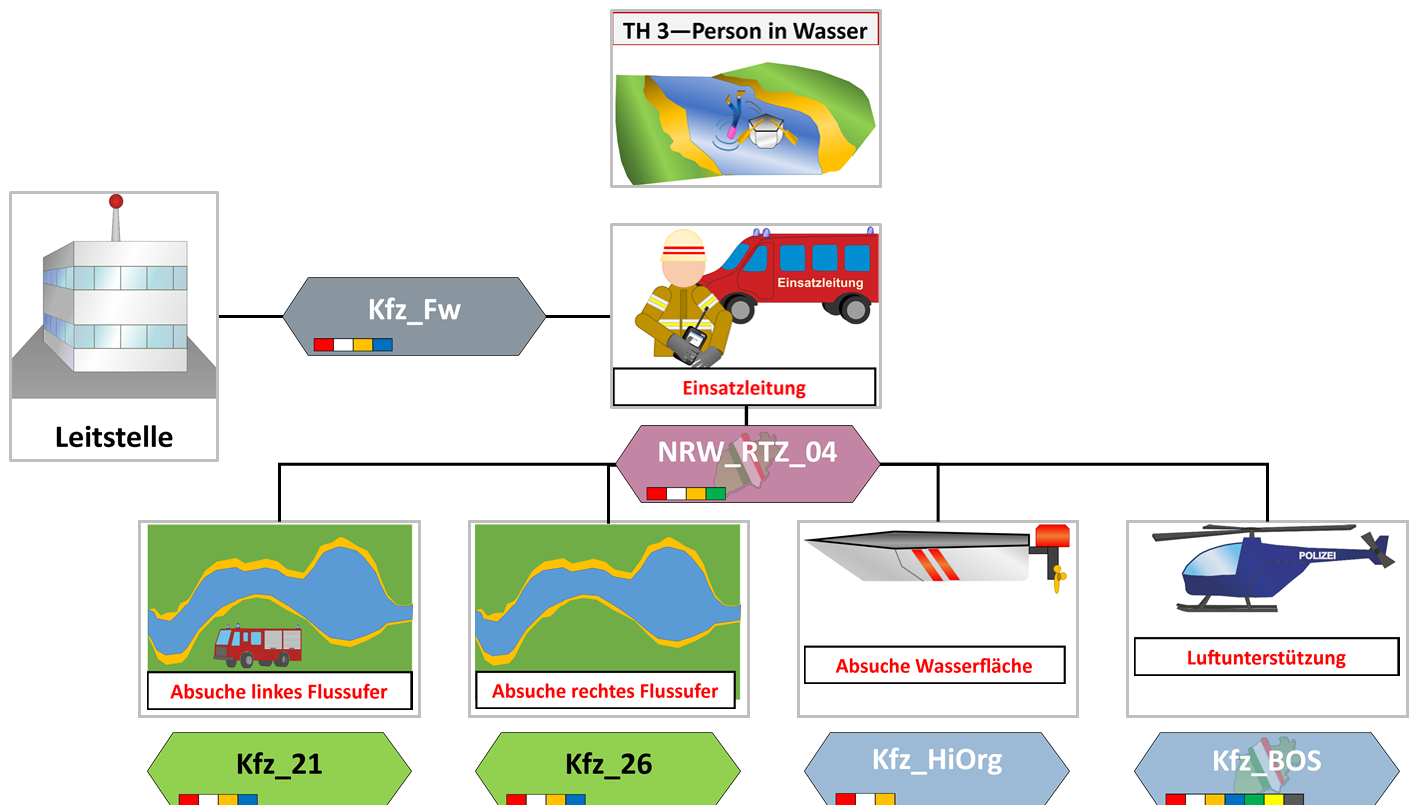 TH 3—Person in Wasser
Einsatzleitung
Kfz_Fw
Einsatzleitung
Leitstelle
NRW_RTZ_04
POLIZEI
Absuche linkes Flussufer
Absuche rechtes Flussufer
Absuche Wasserfläche
Luftunterstützung
Kfz_21
Kfz_26
Kfz_HiOrg
Kfz_BOS